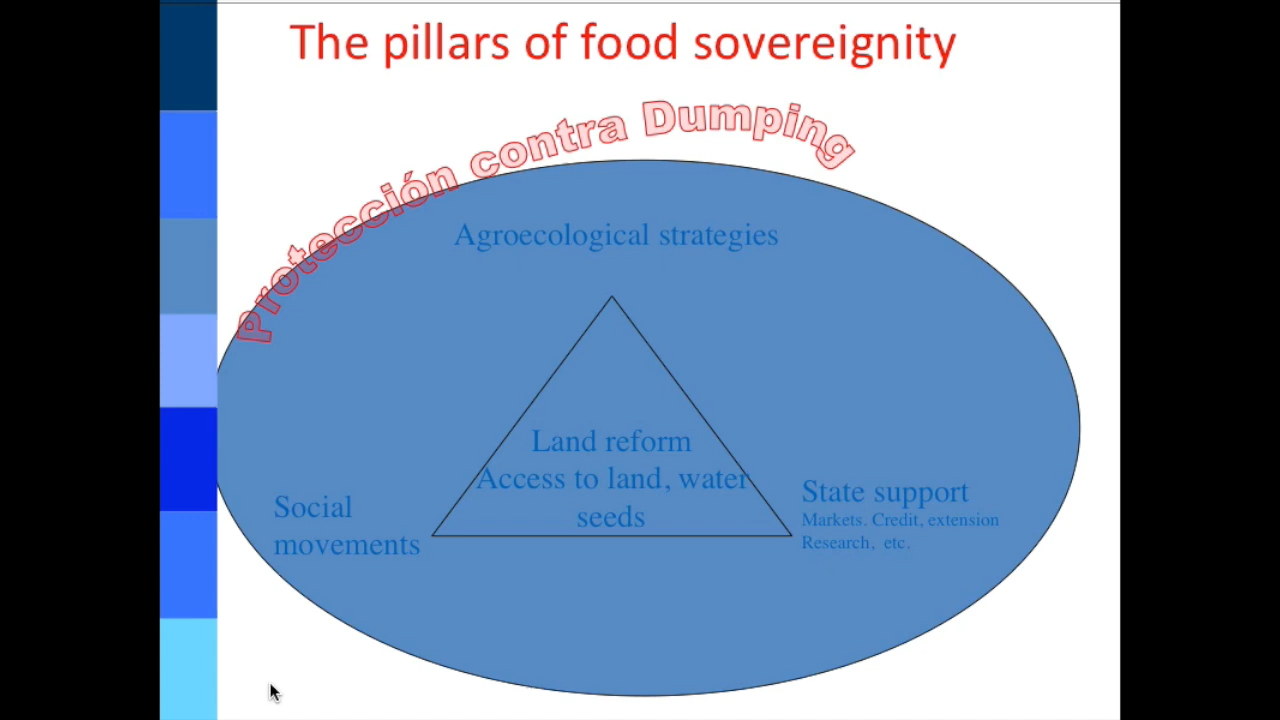 The pillars of food sovereignity
Protección contra Dumping
Agroecological strategies
Land reform
Access to land, water
seeds
Social
movements
State support
Markets. Credit, extension
Research, etc.